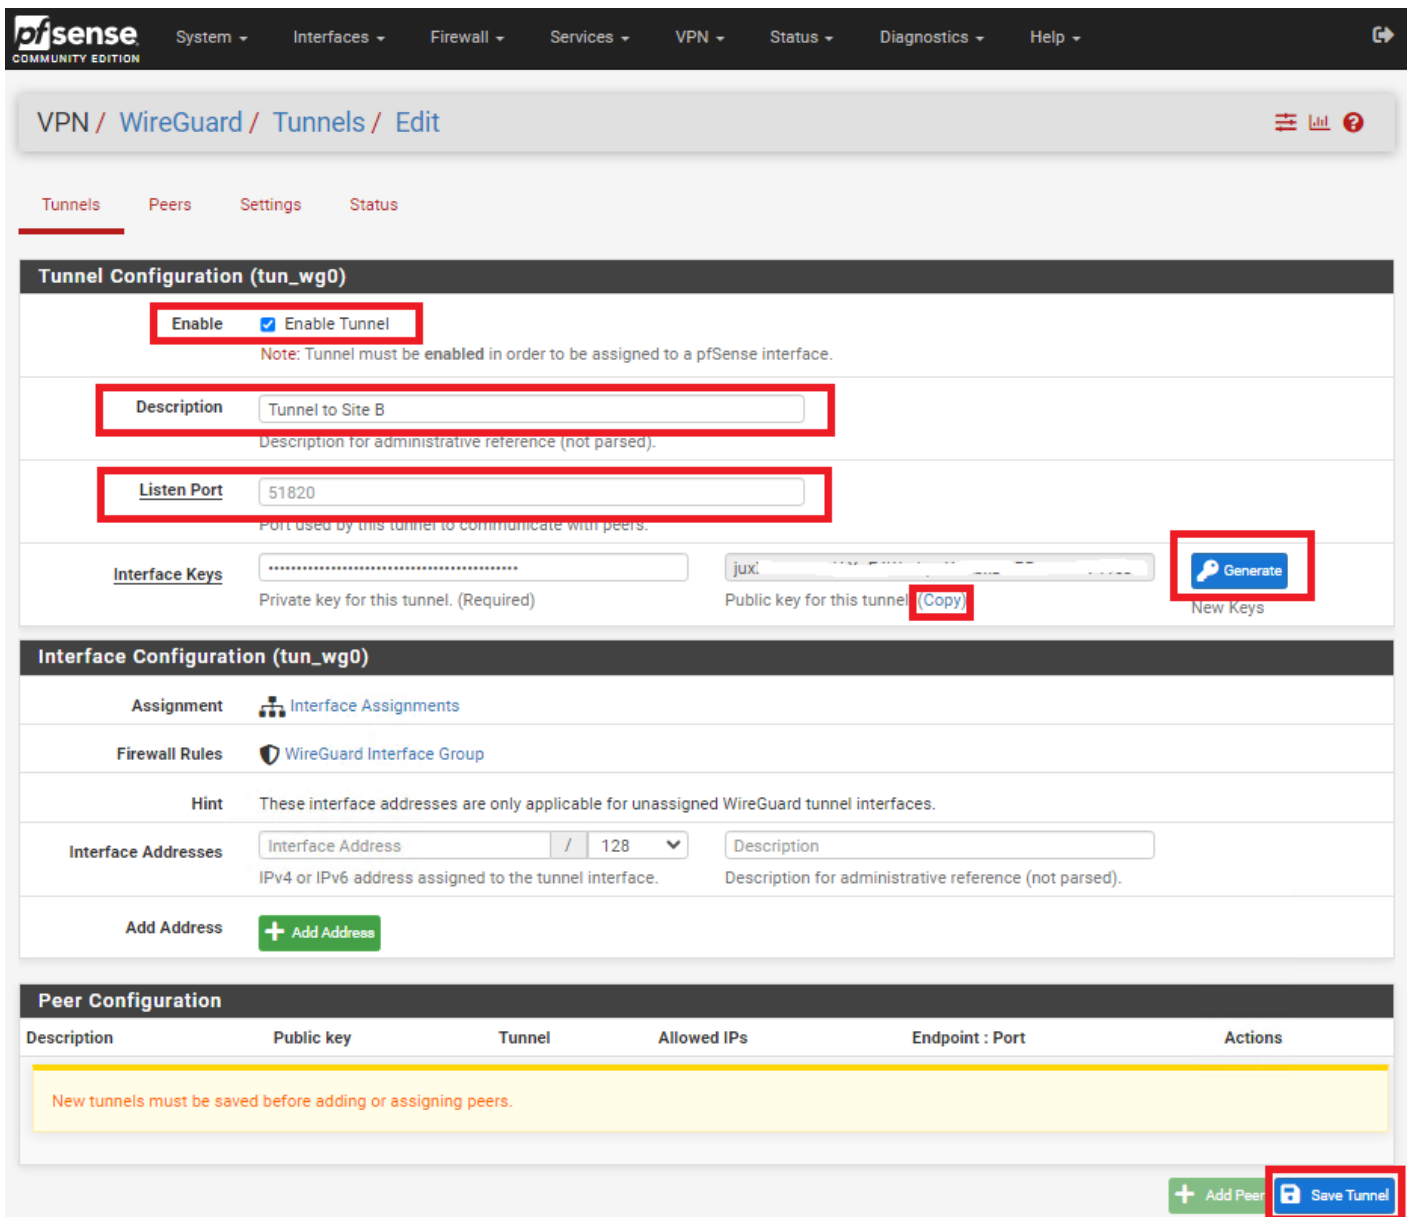 pfsense
COMMUNITY EDITION
System
Interfaces
Firewall
Services
VPN
Status
Diagnostics
Help
VPN / WireGuard / Tunnels / Edit
Tunnels
Peers
Settings
Status
Tunnel Configuration (tun_wg0)
Enable
Enable Tunnel
Note: Tunnel must be enabled in order to be assigned to a pfSense interface.
Description
Tunnel to Site B
Description for administrative reference (not parsed).
Listen Port
51820
Port used by this tunnel to communicate with peers.
Interface Keys
••••••••••••••••••••••••••••••••••••••••••••
Private key for this tunnel. (Required)
Public key for this tunnel. (Copy)
Generate
New Keys
Interface Configuration (tun_wg0)
Assignment
Interface Assignments
Firewall Rules
WireGuard Interface Group
Hint
These interface addresses are only applicable for unassigned WireGuard tunnel interfaces.
Interface Addresses
Interface Address
/
128
Description
IPv4 or IPv6 address assigned to the tunnel interface.
Description for administrative reference (not parsed).
Add Address
Add Address
Peer Configuration
Description
Public key
Tunnel
Allowed IPs
Endpoint : Port
Actions
New tunnels must be saved before adding or assigning peers.
Add Peer
Save Tunnel